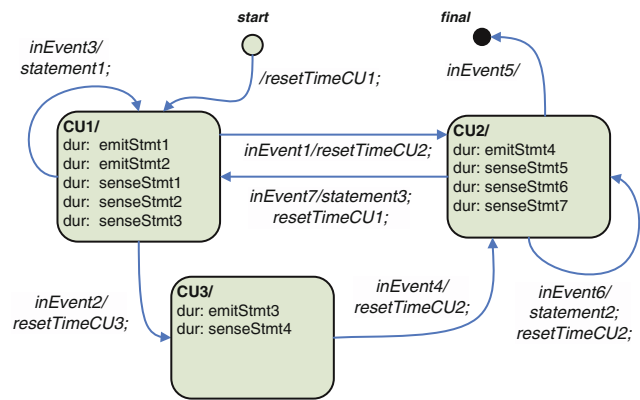 start
final
inEvent3/
statement1;
/resetTimeCU1;
inEvent5/
CU1/
dur: emitStmt1
dur: emitStmt2
dur: senseStmt1
dur: senseStmt2
dur: senseStmt3
inEvent1/resetTimeCU2;
inEvent7/statement3;
resetTimeCU1;
CU2/
dur: emitStmt4
dur: senseStmt5
dur: senseStmt6
dur: senseStmt7
inEvent2/
resetTimeCU3;
CU3/
dur: emitStmt3
dur: senseStmt4
inEvent4/
resetTimeCU2;
inEvent6/
statement2;
resetTimeCU2;